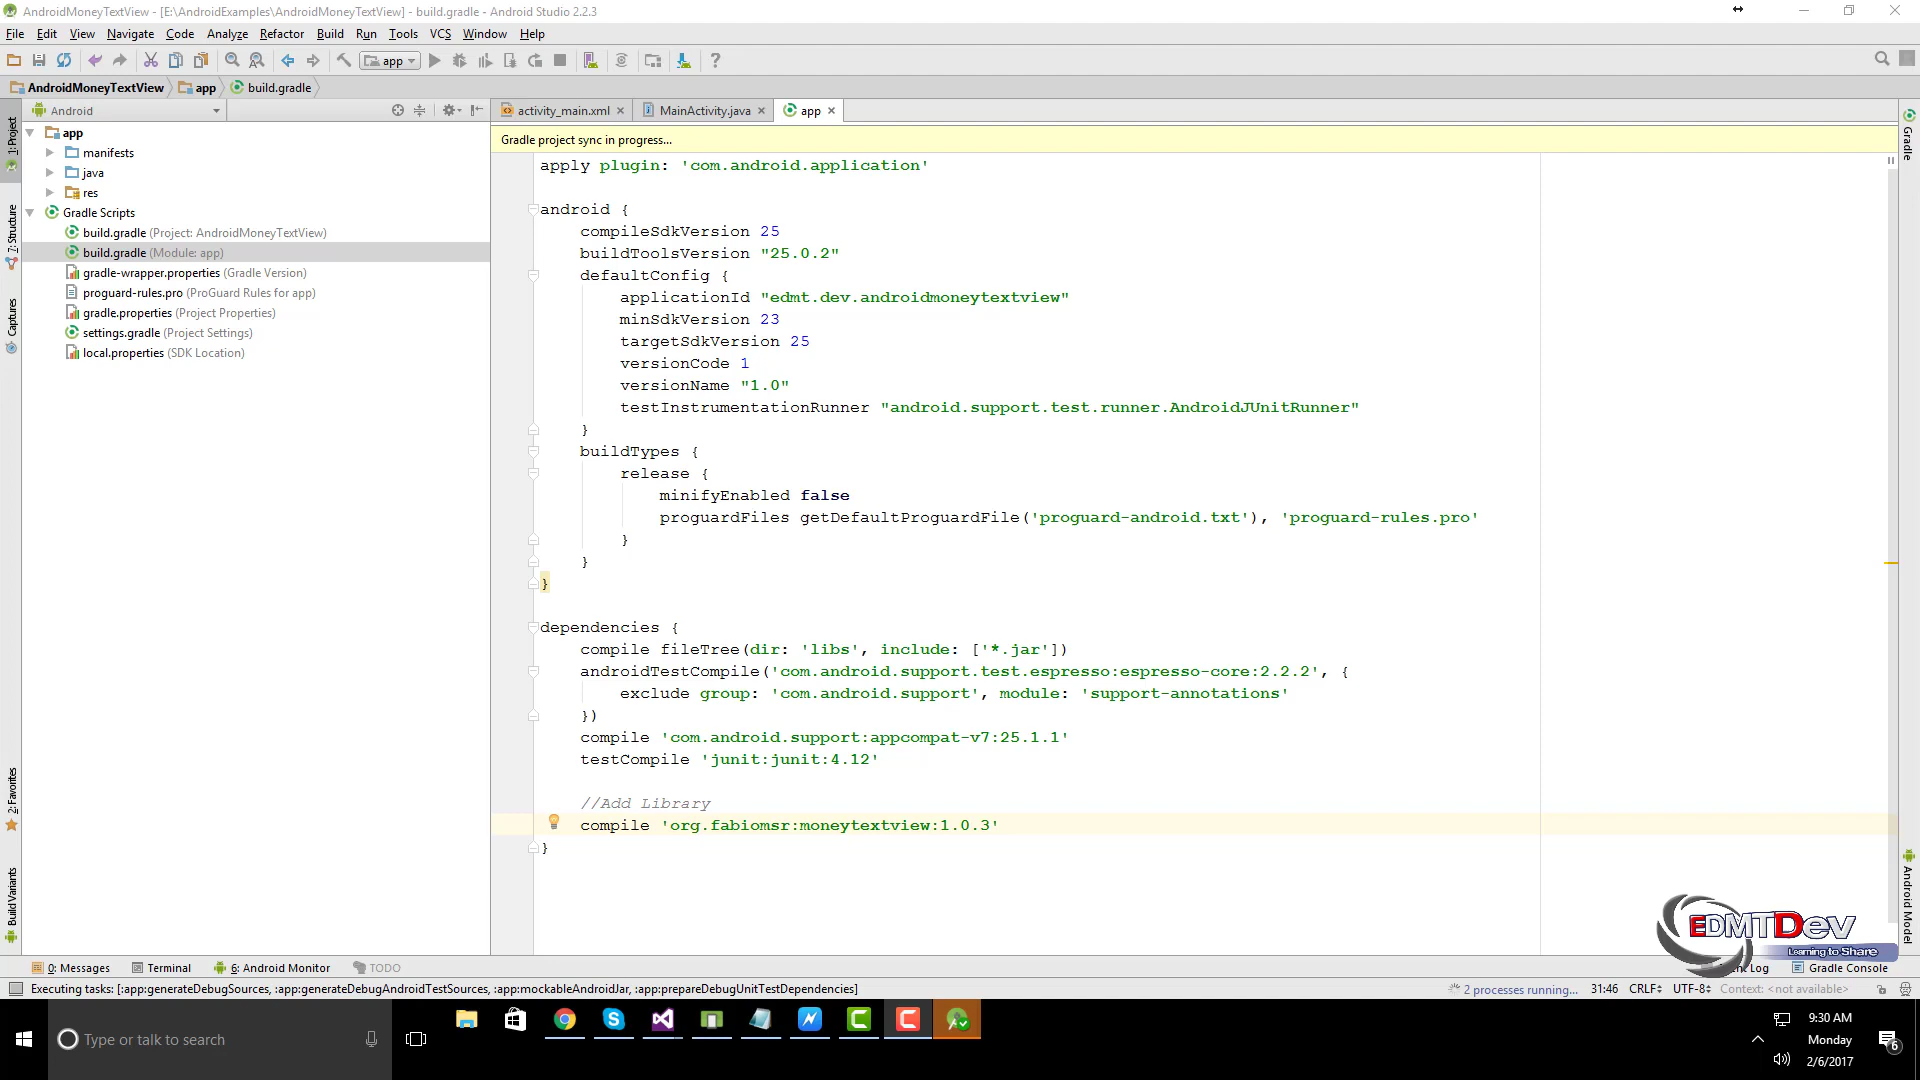 AndroidMoneyTextView - [E:\AndroidExamples\AndroidMoneyTextView] - build.gradle - Android Studio 2.2.3
File Edit View Navigate Code Analyze Refactor Build Run Tools VCS Window Help
app
AndroidMoneyTextView app build.gradle
Android
activity_main.xml MainActivity.java app
1: Project
7: Structure
Captures
2: Favorites
Build Variants
Gradle
Android Model
app
manifests
java
res
Gradle Scripts
build.gradle (Project: AndroidMoneyTextView)
build.gradle (Module: app)
gradle-wrapper.properties (Gradle Version)
proguard-rules.pro (ProGuard Rules for app)
gradle.properties (Project Properties)
settings.gradle (Project Settings)
local.properties (SDK Location)
Gradle project sync in progress...
apply plugin: 'com.android.application'
android {
compileSdkVersion 25
buildToolsVersion "25.0.2"
defaultConfig {
applicationId "edmt.dev.androidmoneytextview"
minSdkVersion 23
targetSdkVersion 25
versionCode 1
versionName "1.0"
testInstrumentationRunner "android.support.test.runner.AndroidJUnitRunner"
}
buildTypes {
release {
minifyEnabled false
proguardFiles getDefaultProguardFile('proguard-android.txt'), 'proguard-rules.pro'
}
}
}
dependencies {
compile fileTree(dir: 'libs', include: ['*.jar'])
androidTestCompile('com.android.support.test.espresso:espresso-core:2.2.2', {
exclude group: 'com.android.support', module: 'support-annotations'
})
compile 'com.android.support:appcompat-v7:25.1.1'
testCompile 'junit:junit:4.12'
//Add Library
compile 'org.fabiomsr:moneytextview:1.0.3'
}
EDMTDev
Learning to Share
0: Messages Terminal 6: Android Monitor TODO Log Gradle Console
Executing tasks: [:app:generateDebugSources, :app:generateDebugAndroidTestSources, :app:mockableAndroidJar, :app:prepareDebugUnitTestDependencies]
2 processes running... 31:46 CRLF UTF-8 Context: <not available>
Type or talk to search
9:30 AM
Monday
2/6/2017
6